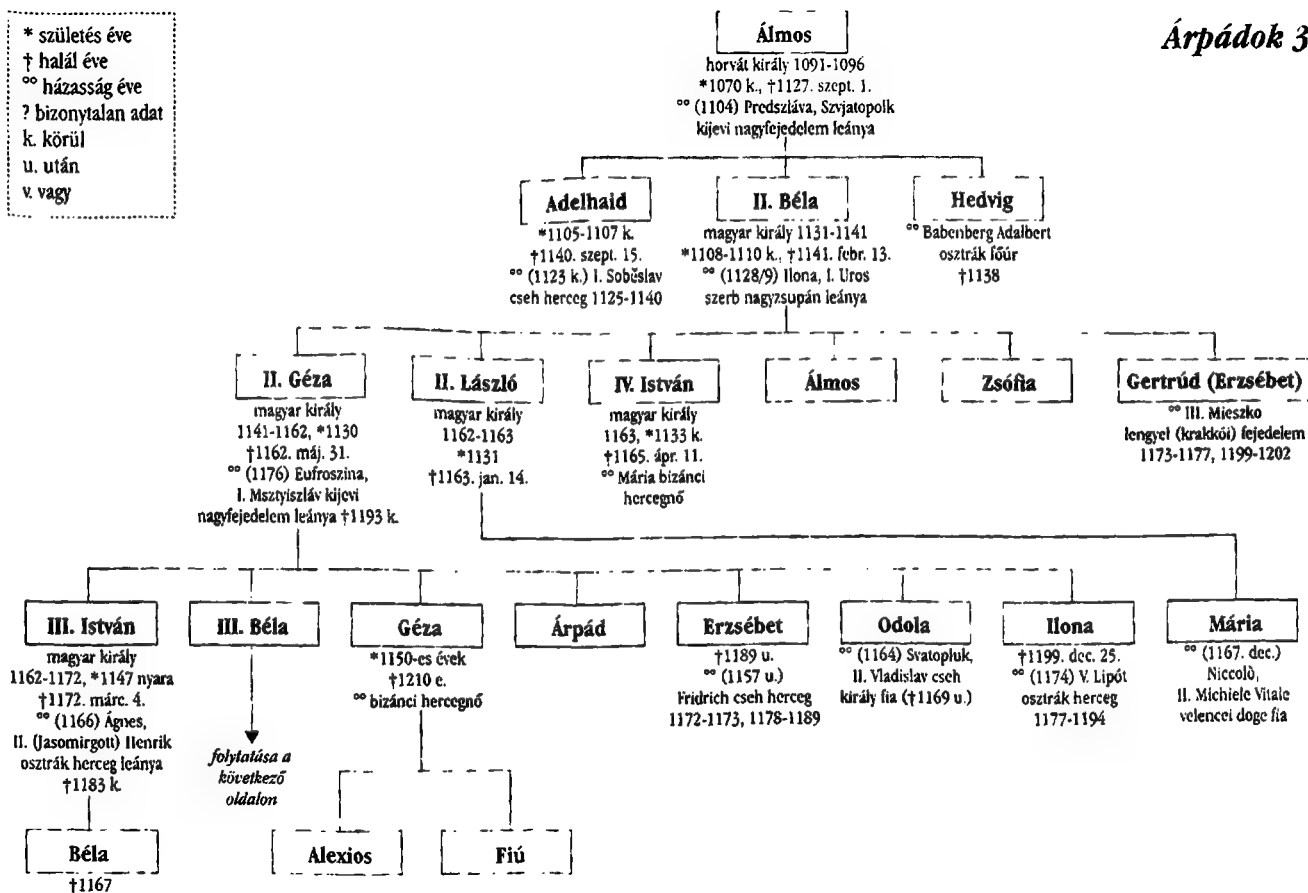 * születés éve
† halál éve
°° házasság éve
? bizonytalan adat
k. körül
u. után
v. vagy
Árpádok 3
Álmos
horvát király 1091-1096
*1070 k., †1127. szept. 1.
°° (1104) Predszláva, Szvjatopolk
kijevi nagyfejedelem leánya
Adelhaid
*1105-1107 k.
†1140. szept. 15.
°° (1123 k.) I. Soběslav
cseh herceg 1125-1140
II. Béla
magyar király 1131-1141
*1108-1110 k., †1141. febr. 13.
°° (1128/9) Ilona, I. Uros
szerb nagyzsupán leánya
Hedvig
°° Babenberg Adalbert
osztrák főúr
†1138
II. Géza
magyar király
1141-1162, *1130
†1162. máj. 31.
°° (1176) Eufroszina,
I. Msztyiszláv kijevi
nagyfejedelem leánya †1193 k.
II. László
magyar király
1162-1163
*1131
†1163. jan. 14.
IV. István
magyar király
1163, *1133 k.
†1165. ápr. 11.
°° Mária bizánci
hercegnő
Álmos
Zsófia
Gertrúd (Erzsébet)
°° III. Mieszko
lengyel (krakkói) fejedelem
1173-1177, 1199-1202
III. István
magyar király
1162-1172, *1147 nyara
†1172. márc. 4.
°° (1166) Ágnes,
II. (Jasomirgott) Henrik
osztrák herceg leánya
†1183 k.
III. Béla
folytatása a
következő
oldalon
Géza
*1150-es évek
†1210 e.
°° bizánci hercegnő
Árpád
Erzsébet
†1189 u.
°° (1157 u.)
Fridrich cseh herceg
1172-1173, 1178-1189
Odola
°° (1164) Svatopluk,
II. Vladislav cseh
király fia (†1169 u.)
Ilona
†1199. dec. 25.
°° (1174) V. Lipót
osztrák herceg
1177-1194
Mária
°° (1167. dec.)
Niccolò,
II. Michiele Vitale
velencei doge fia
Béla
†1167
Alexios
Fiú